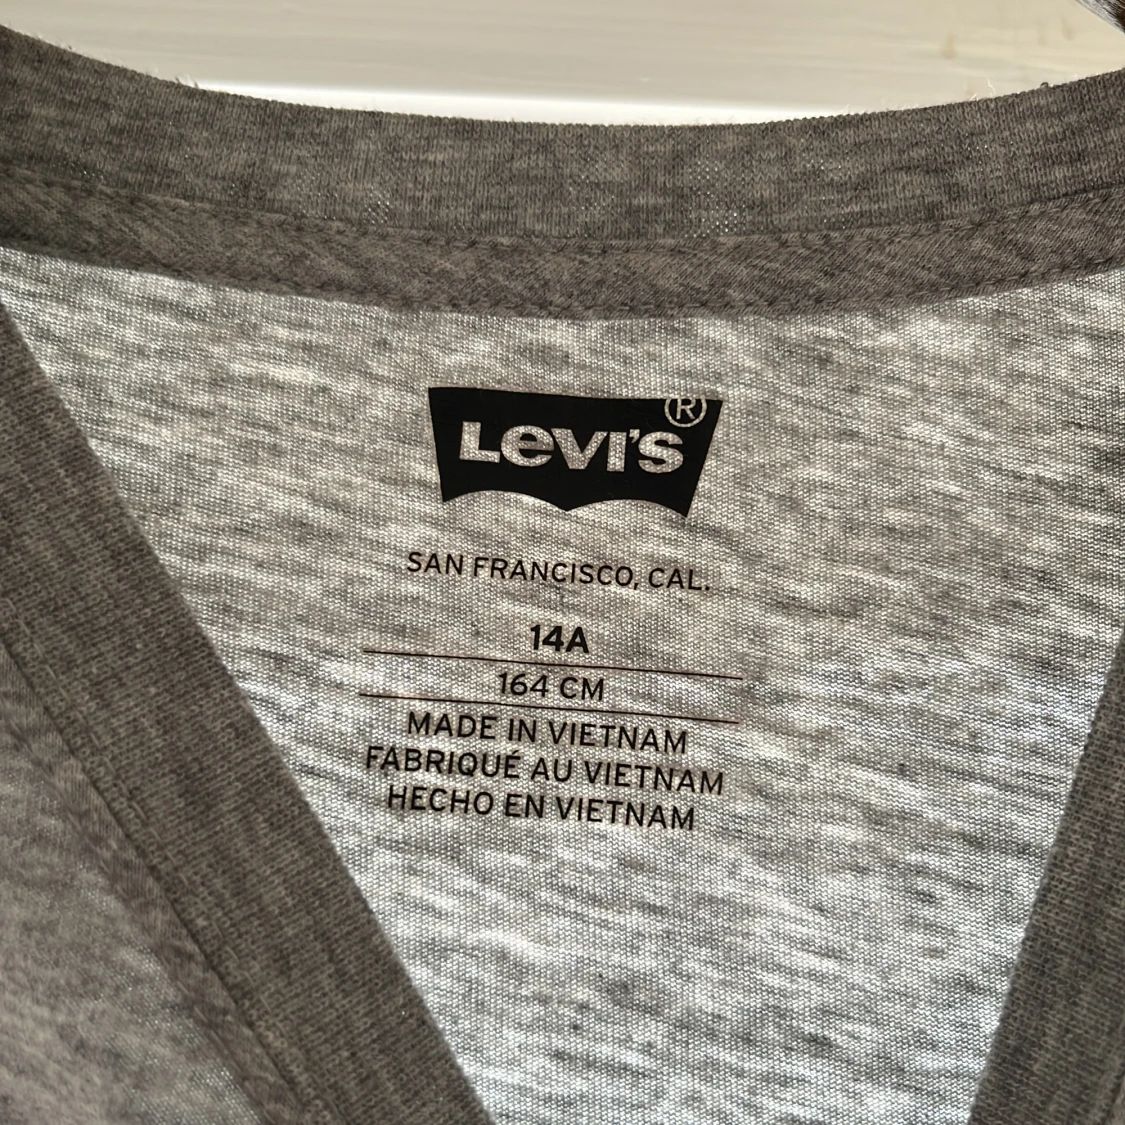 LEVI'S®
SAN FRANCISCO, CAL.
14A
164 CM
MADE IN VIETNAM
FABRIQUÉ AU VIETNAM
HECHO EN VIETNAM